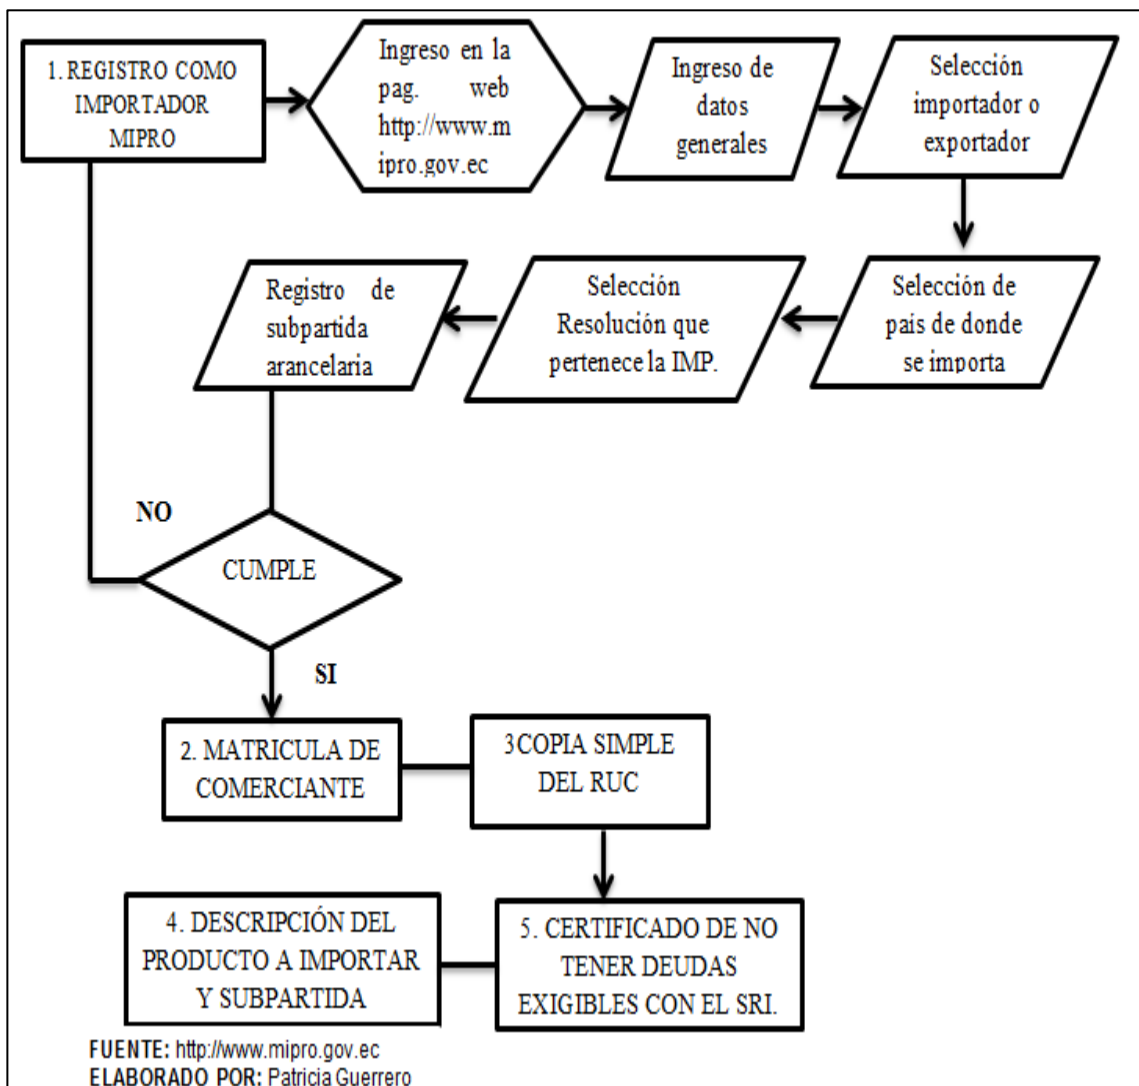 1. REGISTRO COMO
IMPORTADOR
MIPRO
Ingreso en la
pag. web
http://www.m
ipro.gov.ec
Ingreso de
datos
generales
Selección
importador o
exportador
Selección de
país de donde
se importa
Selección
Resolución que
pertenece la IMP.
Registro de
subpartida
arancelaria
NO
CUMPLE
SI
2. MATRICULA DE
COMERCIANTE
3COPIA SIMPLE
DEL RUC
4. DESCRIPCIÓN DEL
PRODUCTO A IMPORTAR
Y SUBPARTIDA
5. CERTIFICADO DE NO
TENER DEUDAS
EXIGIBLES CON EL SRI.
FUENTE: http://www.mipro.gov.ec
ELABORADO POR: Patricia Guerrero